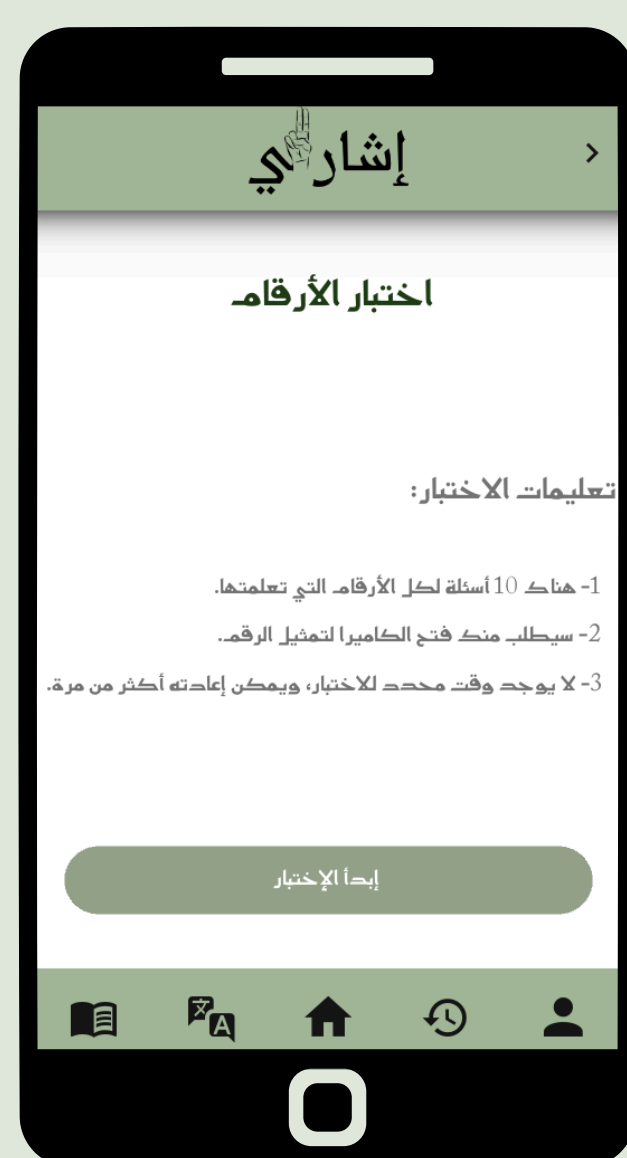 إشارتي
اختبار الأرقام
تعليمات الاختبار:
1- هناك 10 أسئلة لكل الأرقام التي تعلمتها.
2- سيطلب منك فتح الكاميرا لتمثيل الرقم.
3- لا يوجد وقت محدد للاختبار، ويمكن إعادته أكثر من مرة.
إبدأ الإختبار